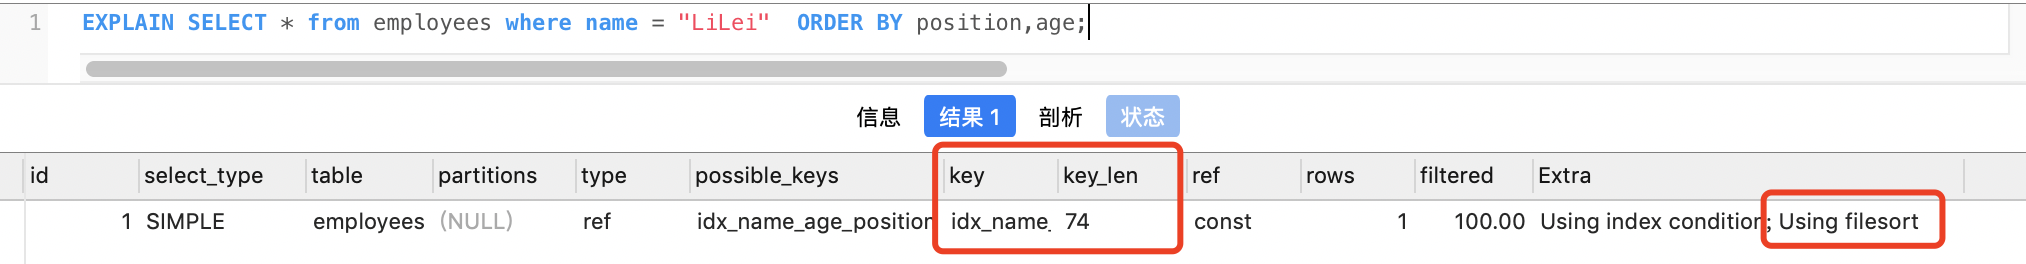 1 EXPLAIN SELECT * from employees where name = "LiLei"  ORDER BY position,age;
信息 结果 1 剖析 状态
id select_type table partitions type possible_keys key key_len ref rows filtered Extra
1 SIMPLE employees (NULL) ref idx_name_age_position idx_name_ 74 const 1 100.00 Using index condition; Using filesort